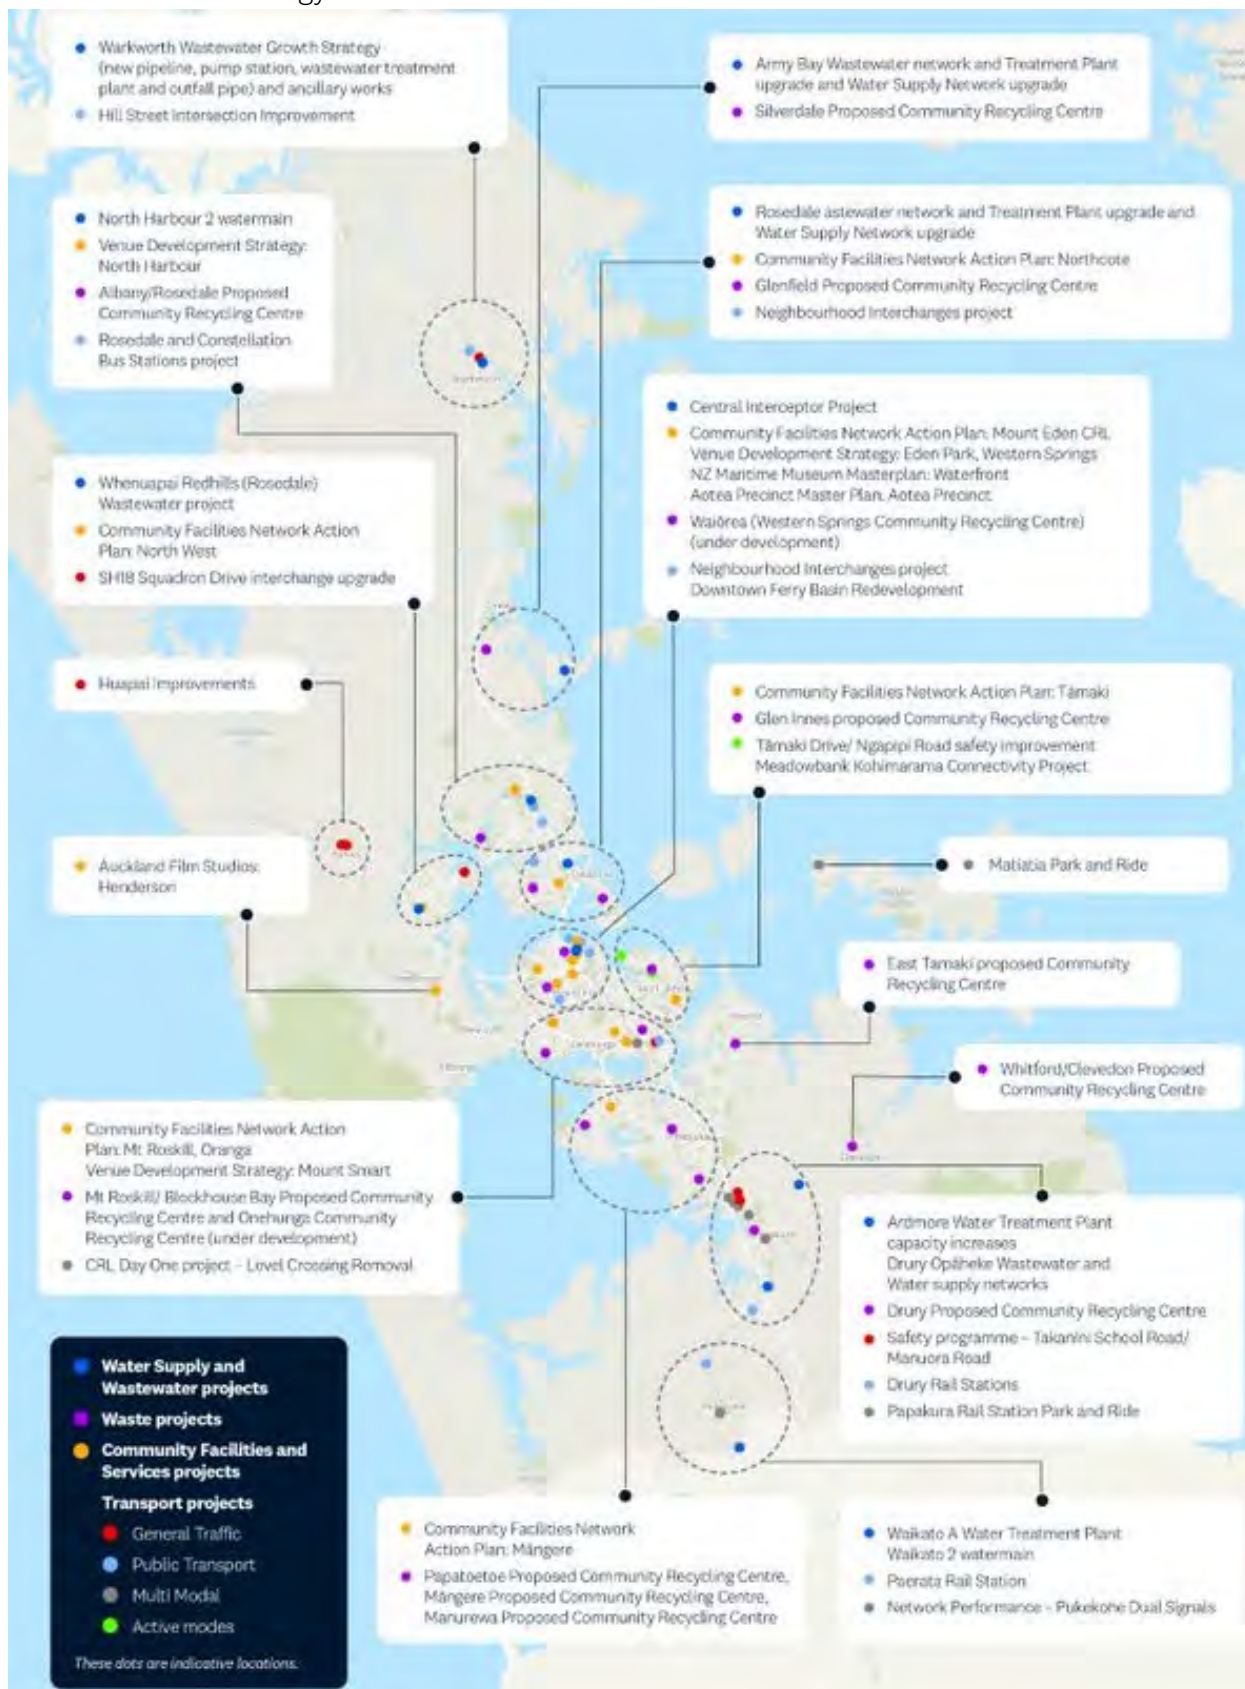 Warkworth Wastewater Growth Strategy
(new pipeline, pump station, wastewater treatment
plant and outfall pipe) and ancillary works
Hill Street Intersection Improvement
Army Bay Wastewater network and Treatment Plant
upgrade and Water Supply Network upgrade
Silverdale Proposed Community Recycling Centre
North Harbour 2 watermain
Venue Development Strategy:
North Harbour
Albany/Rosedale Proposed
Community Recycling Centre
Rosedale and Constellation
Bus Stations project
Rosedale astewater network and Treatment Plant upgrade and
Water Supply Network upgrade
Community Facilities Network Action Plan: Northcote
Glenfield Proposed Community Recycling Centre
Neighbourhood Interchanges project
Central Interceptor Project
Community Facilities Network Action Plan: Mount Eden CRL
Venue Development Strategy: Eden Park, Western Springs
NZ Maritime Museum Masterplan: Waterfront
Aotea Precinct Master Plan: Aotea Precinct
Waiōrea (Western Springs Community Recycling Centre)
(under development)
Neighbourhood Interchanges project
Downtown Ferry Basin Redevelopment
Whenuapai Redhills (Rosedale)
Wastewater project
Community Facilities Network Action
Plan: North West
SH18 Squadron Drive interchange upgrade
Huapai Improvements
Community Facilities Network Action Plan: Tāmaki
Glen Innes proposed Community Recycling Centre
Tāmaki Drive/ Ngapipi Road safety improvement
Meadowbank Kohimarama Connectivity Project
Auckland Film Studios:
Henderson
Matiatia Park and Ride
East Tamaki proposed Community
Recycling Centre
Whitford/Clevedon Proposed
Community Recycling Centre
Community Facilities Network Action
Plan: Mt Roskill, Oranga
Venue Development Strategy: Mount Smart
Mt Roskill/ Blockhouse Bay Proposed Community
Recycling Centre and Onehunga Community
Recycling Centre (under development)
CRL Day One project – Level Crossing Removal
Ardmore Water Treatment Plant
capacity increases
Drury Opāheke Wastewater and
Water supply networks
Drury Proposed Community Recycling Centre
Safety programme – Takanini School Road/
Manuora Road
Drury Rail Stations
Papakura Rail Station Park and Ride
Water Supply and
Wastewater projects
Waste projects
Community Facilities and
Services projects
Transport projects
General Traffic
Public Transport
Multi Modal
Active modes
These dots are indicative locations.
Community Facilities Network
Action Plan: Māngere
Papatoetoe Proposed Community Recycling Centre,
Māngere Proposed Community Recycling Centre,
Manurewa Proposed Community Recycling Centre
Waikato A Water Treatment Plant
Waikato 2 watermain
Paerata Rail Station
Network Performance – Pukekohe Dual Signals